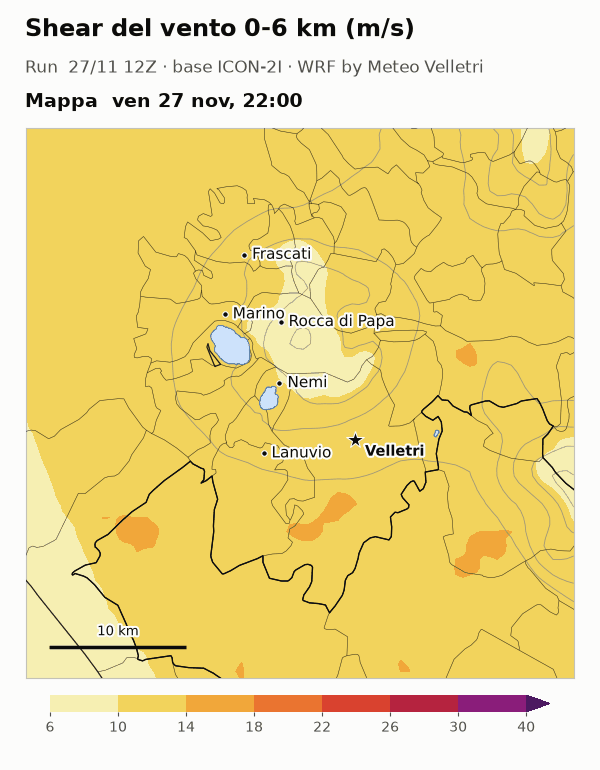 Shear del vento 0-6 km (m/s)
Run  27/11 12Z · base ICON-2I · WRF by Meteo Velletri
Mappa  ven 27 nov, 22:00
Frascati
Marino
Rocca di Papa
Nemi
Velletri
Lanuvio
10 km
6 10 14 18 22 26 30 40